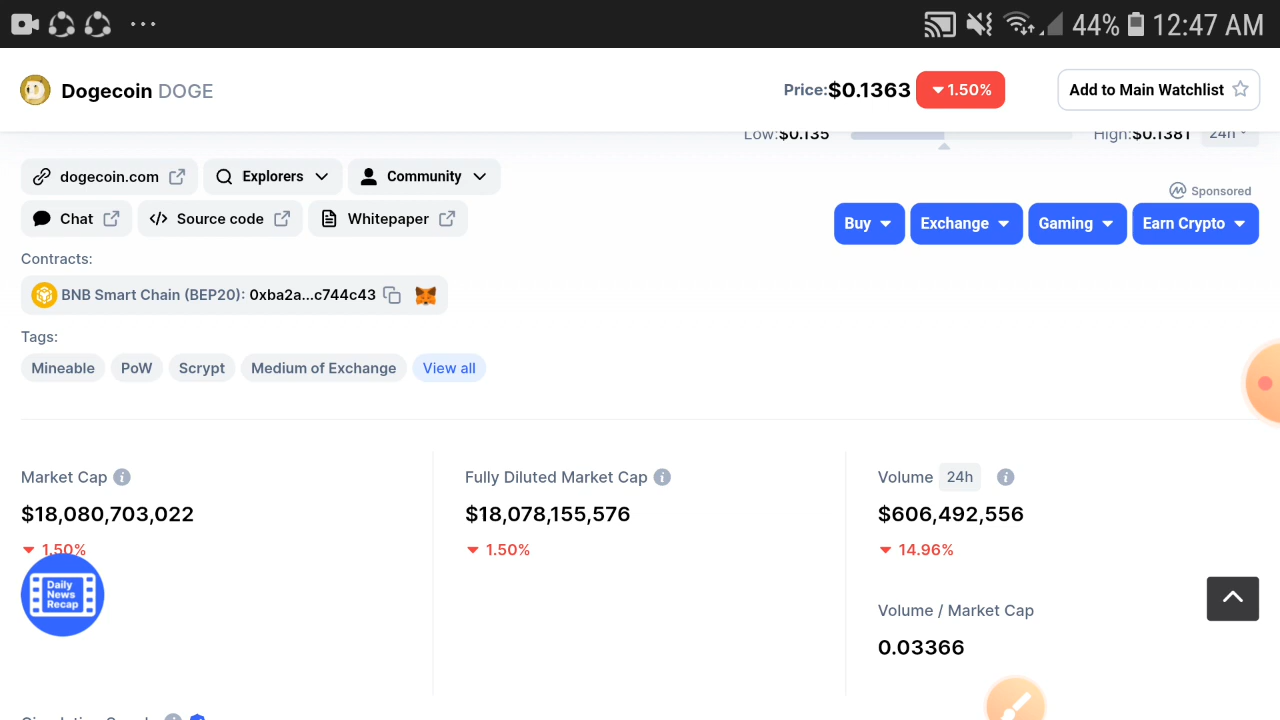 44% 12:47 AM
Dogecoin DOGE
Price:$0.1363 1.50%
Add to Main Watchlist
Low:$0.135 High:$0.1381 24h
dogecoin.com Explorers Community
Sponsored
Chat Source code Whitepaper
Buy Exchange Gaming Earn Crypto
Contracts:
BNB Smart Chain (BEP20): 0xba2a...c744c43
Tags:
Mineable PoW Scrypt Medium of Exchange View all
Market Cap Fully Diluted Market Cap Volume 24h
$18,080,703,022 $18,078,155,576 $606,492,556
1.50% 1.50% 14.96%
Daily
News
Recap
Volume / Market Cap
0.03366